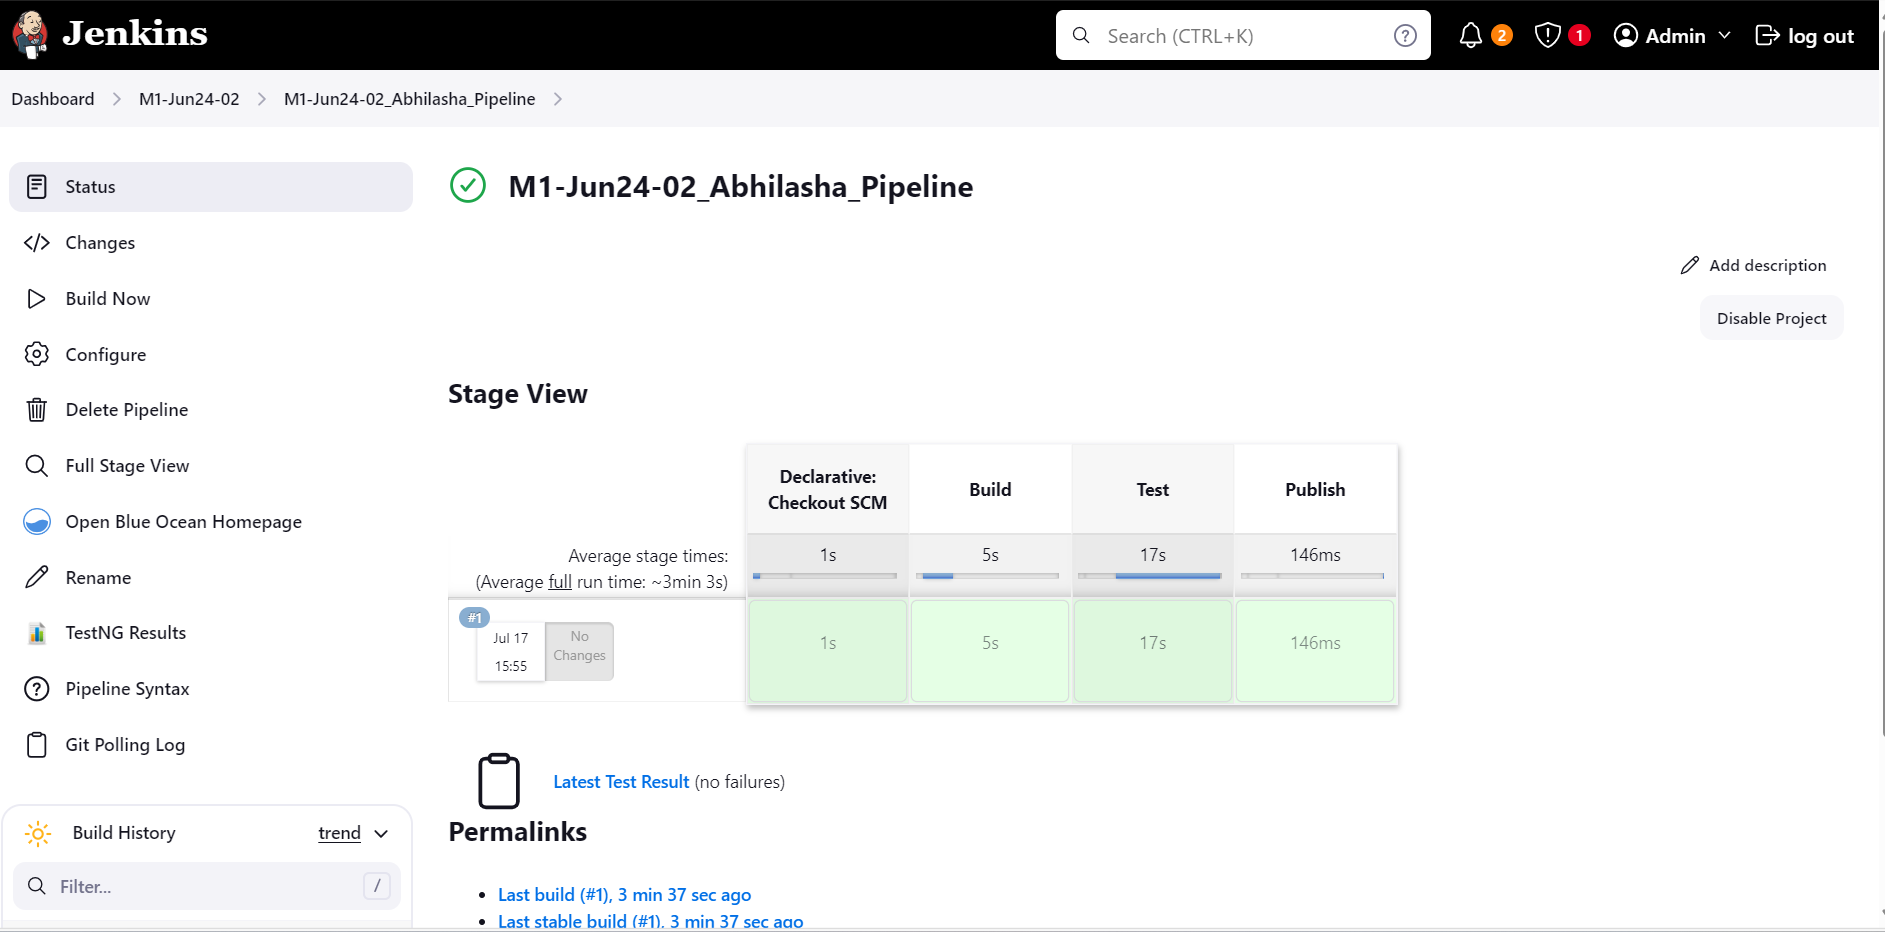 Jenkins
Search (CTRL+K)
?
2
1
Admin
log out
Dashboard
M1-Jun24-02
M1-Jun24-02_Abhilasha_Pipeline
Status
Changes
Build Now
Configure
Delete Pipeline
Full Stage View
Open Blue Ocean Homepage
Rename
TestNG Results
Pipeline Syntax
Git Polling Log
Build History
trend
Filter...
/
M1-Jun24-02_Abhilasha_Pipeline
Add description
Disable Project
Stage View
Declarative:
Checkout SCM
Build
Test
Publish
Average stage times:
(Average full run time: ~3min 3s)
1s
5s
17s
146ms
#1
Jul 17
15:55
No
Changes
1s
5s
17s
146ms
Latest Test Result (no failures)
Permalinks
Last build (#1), 3 min 37 sec ago
Last stable build (#1), 3 min 37 sec ago